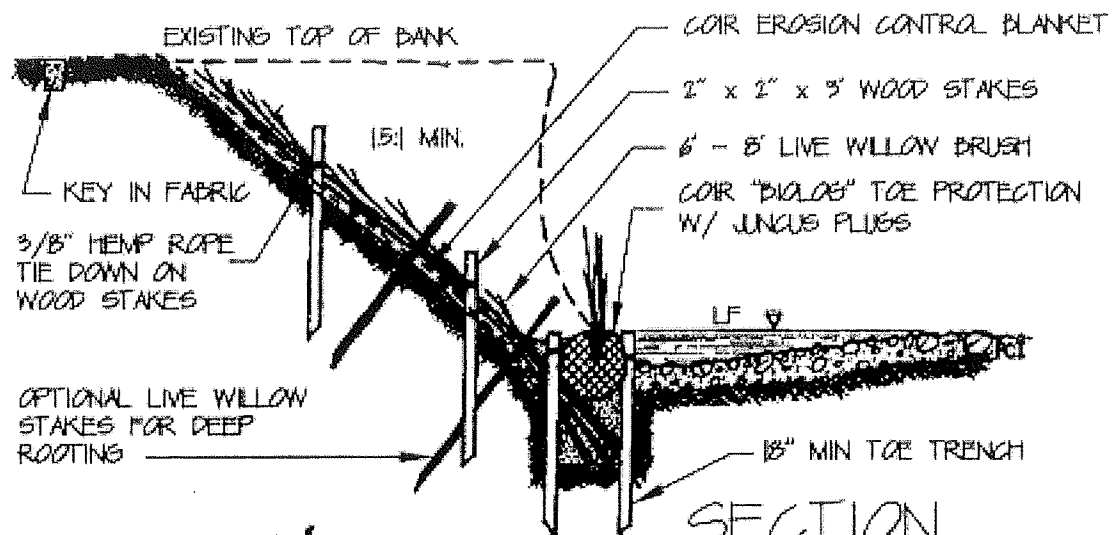 EXISTING TOP OF BANK
COIR EROSION CONTROL BLANKET
2" x 2" x 3' WOOD STAKES
1.5:1 MIN.
6' - 8' LIVE WILLOW BRUSH
KEY IN FABRIC
COIR "BIOLOG" TOE PROTECTION
W/ JUNCUS PLUGS
3/8" HEMP ROPE
TIE DOWN ON
WOOD STAKES
LF
OPTIONAL LIVE WILLOW
STAKES FOR DEEP
ROOTING
18" MIN TOE TRENCH
SECTION